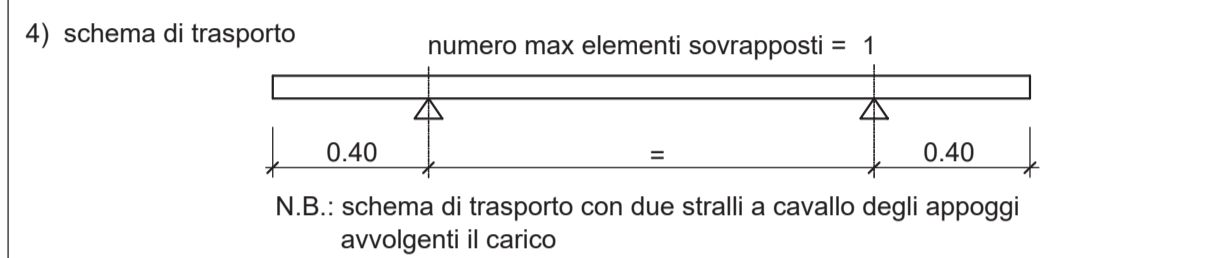 4) schema di trasporto
numero max elementi sovrapposti = 1
0.40 = 0.40
N.B.: schema di trasporto con due stralli a cavallo degli appoggi
avvolgenti il carico